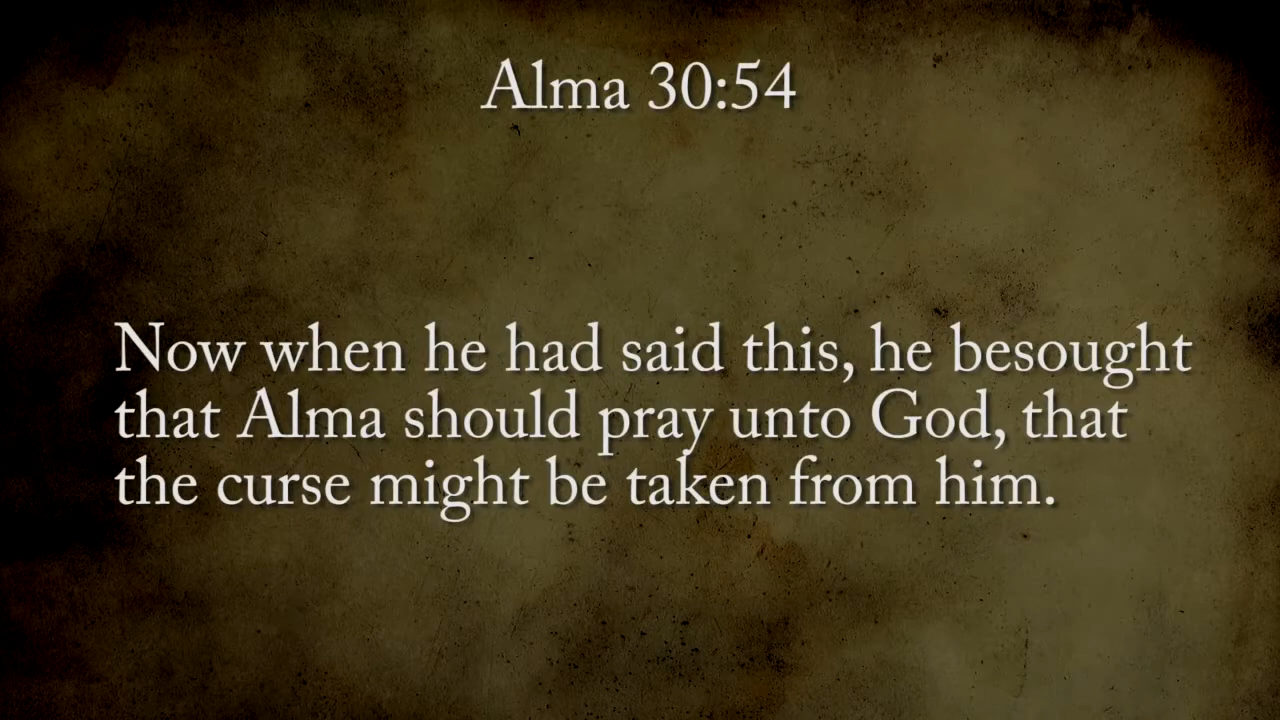 Alma 30:54
Now when he had said this, he besought
that Alma should pray unto God, that
the curse might be taken from him.